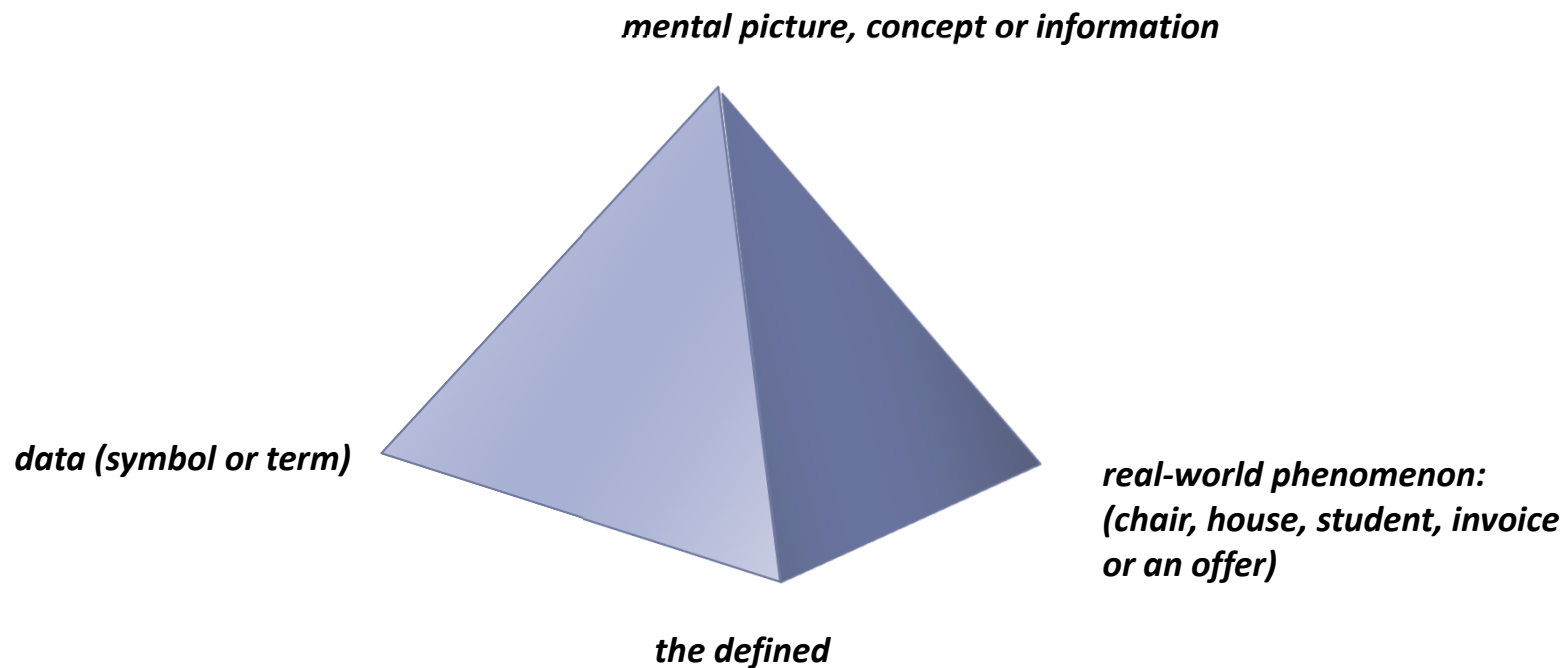 mental picture, concept or information
data (symbol or term)
real-world phenomenon:
(chair, house, student, invoice
or an offer)
the defined